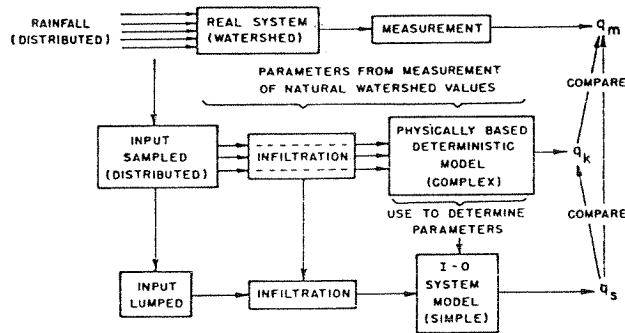 RAINFALL
(DISTRIBUTED)
REAL SYSTEM
(WATERSHED)
MEASUREMENT
qm
PARAMETERS FROM MEASUREMENT
OF NATURAL WATERSHED VALUES
COMPARE
INPUT
SAMPLED
(DISTRIBUTED)
INFILTRATION
PHYSICALLY BASED
DETERMINISTIC
MODEL
(COMPLEX)
qk
USE TO DETERMINE
PARAMETERS
COMPARE
INPUT
LUMPED
INFILTRATION
I-O
SYSTEM
MODEL
(SIMPLE)
qs